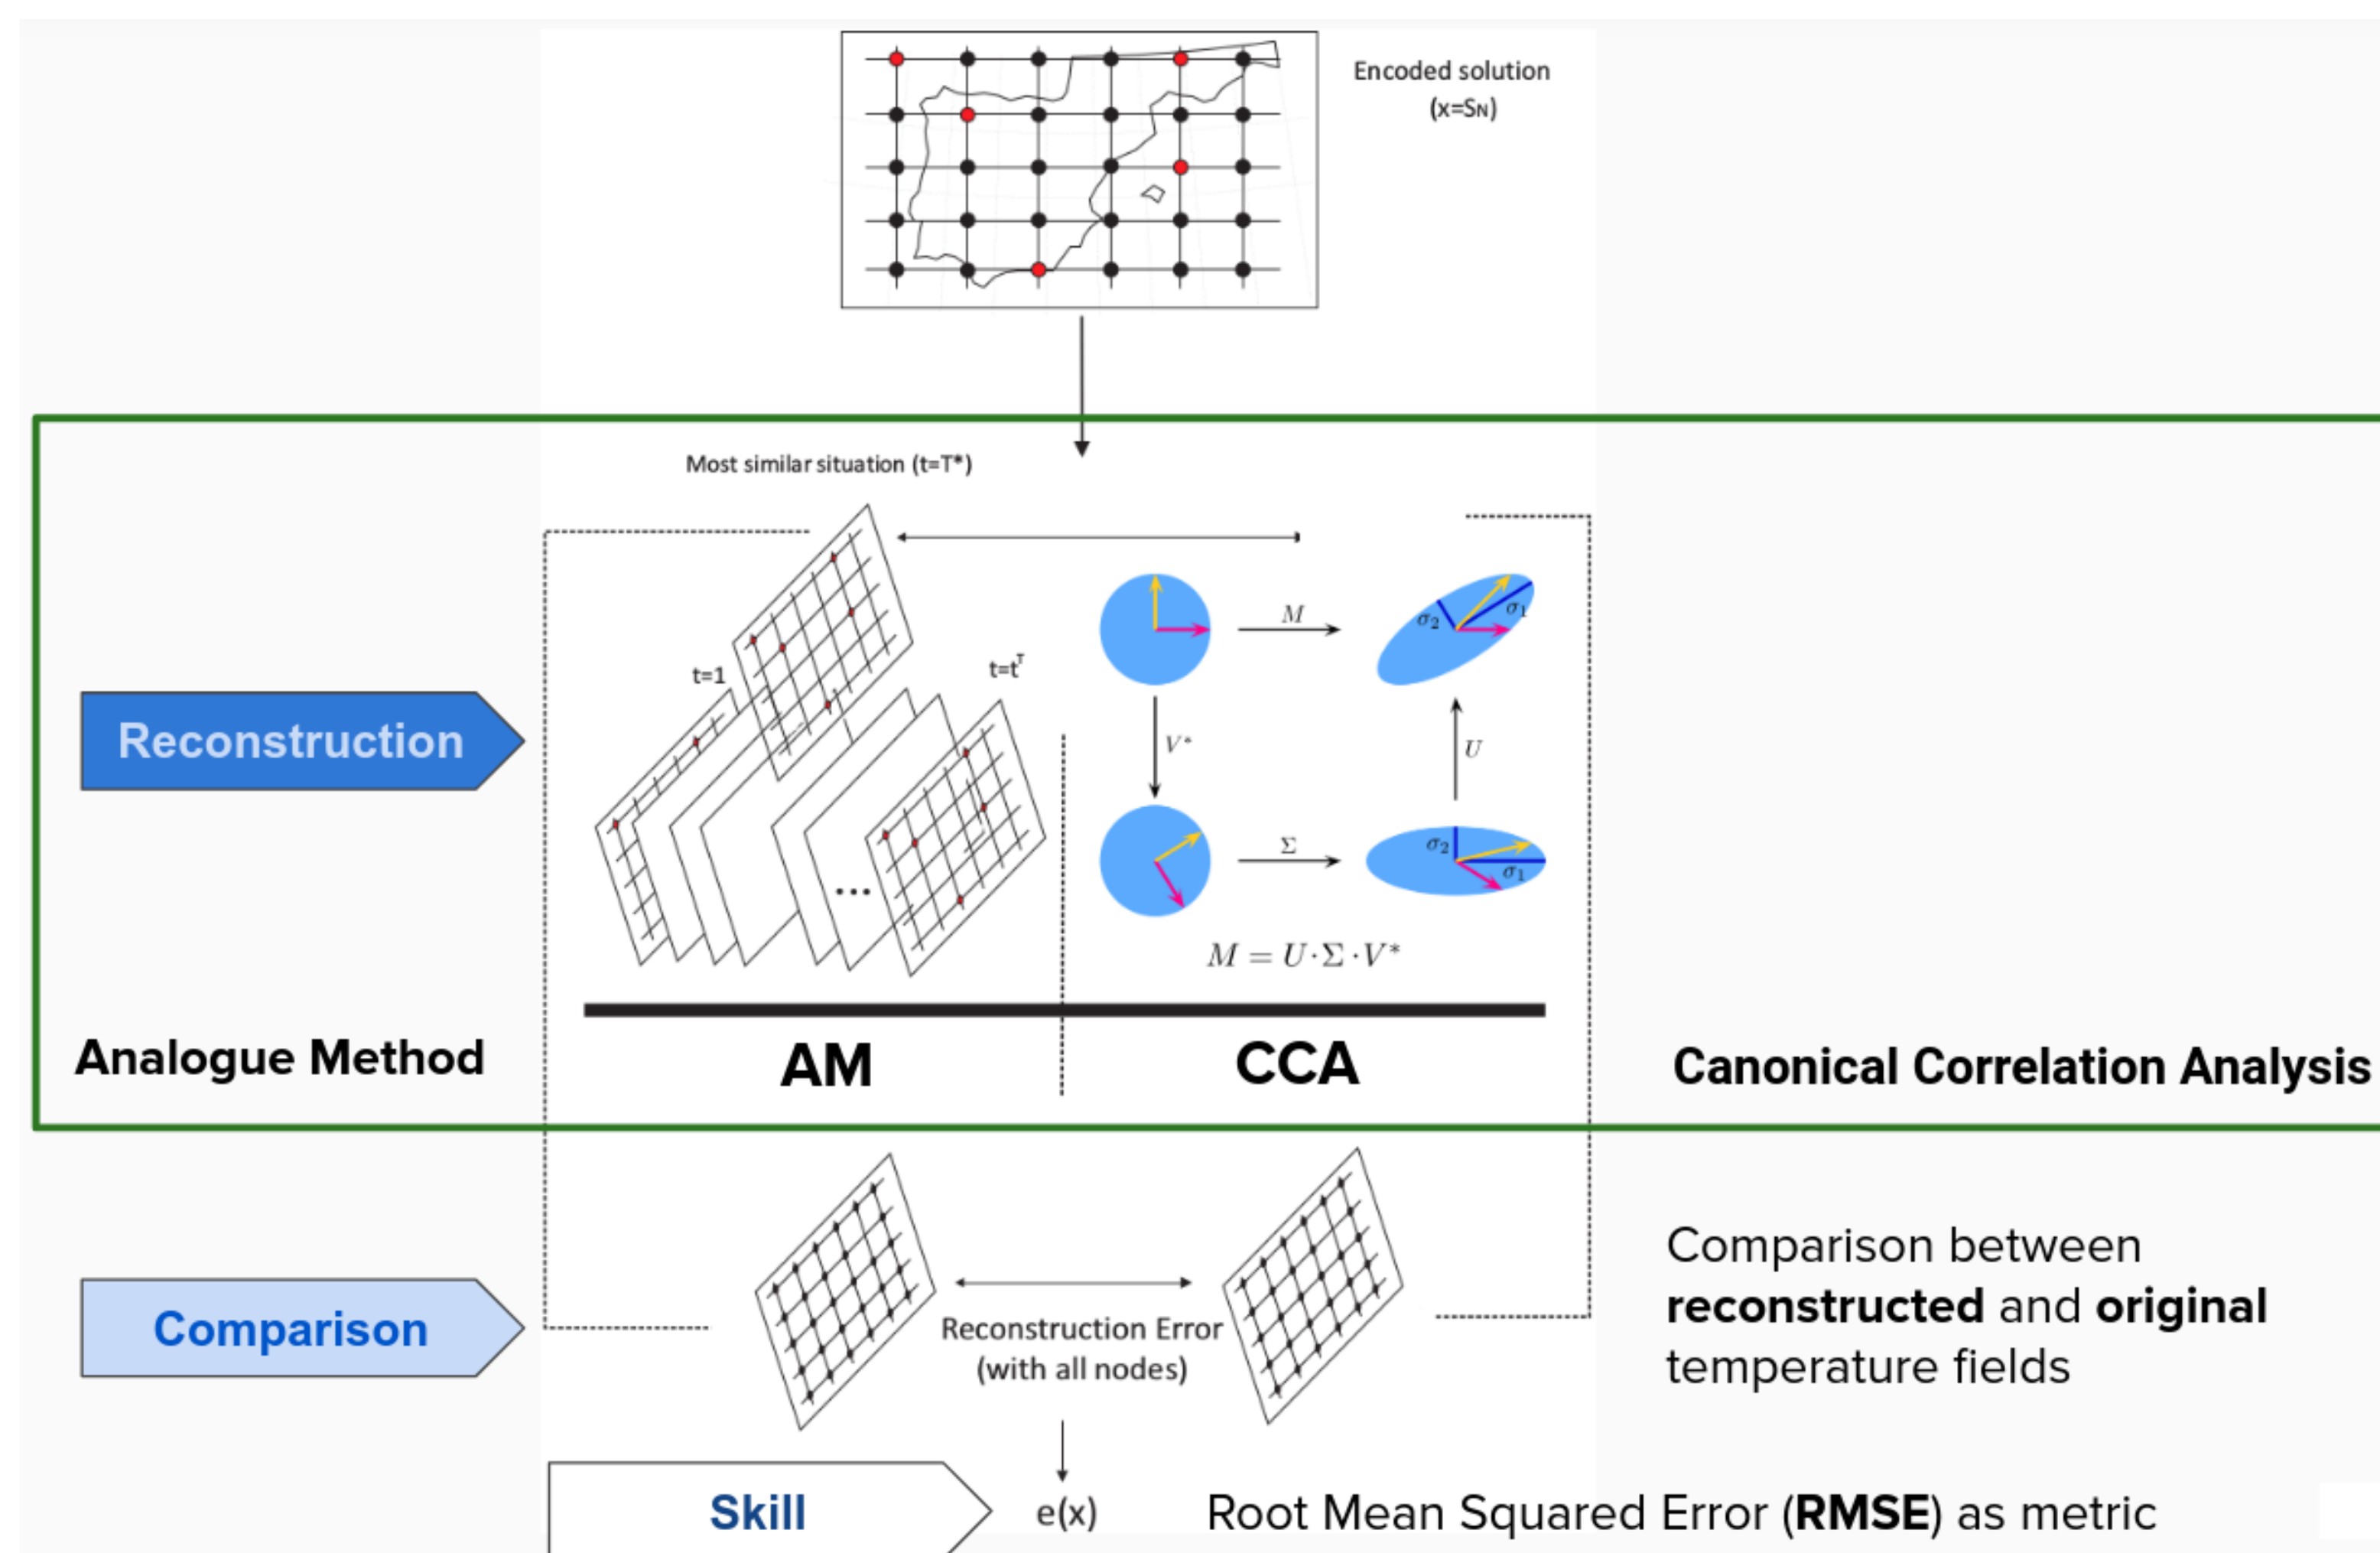 Encoded solution
(x=SN)
Most similar situation (t=T*)
t=1
t=tᵀ
M
σ2
σ1
V*
U
Σ
σ2
σ1
M = U·Σ·V*
...
Reconstruction
Analogue Method
AM
CCA
Canonical Correlation Analysis
Comparison
Reconstruction Error
(with all nodes)
Comparison between
reconstructed and original
temperature fields
Skill
e(x)
Root Mean Squared Error (RMSE) as metric